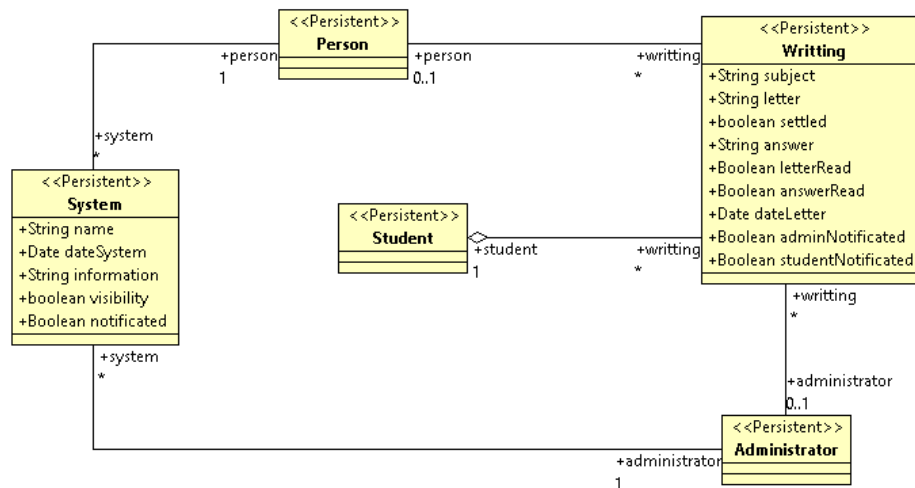 <<Persistent>>
Person
+person
1
+person
0..1
+writting
*
<<Persistent>>
Writting
+String subject
+String letter
+boolean settled
+String answer
+Boolean letterRead
+Boolean answerRead
+Date dateLetter
+Boolean adminNotificated
+Boolean studentNotificated
+system
*
<<Persistent>>
System
+String name
+Date dateSystem
+String information
+boolean visibility
+Boolean notificated
<<Persistent>>
Student
+student
1
+writting
*
+writting
*
+system
*
+administrator
0..1
<<Persistent>>
Administrator
+administrator
1